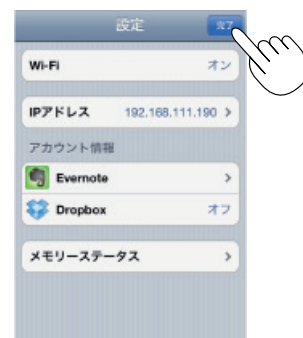 設定
完了
Wi-Fi オン
IPアドレス 192.168.111.190
アカウント情報
Evernote
Dropbox オフ
メモリーステータス